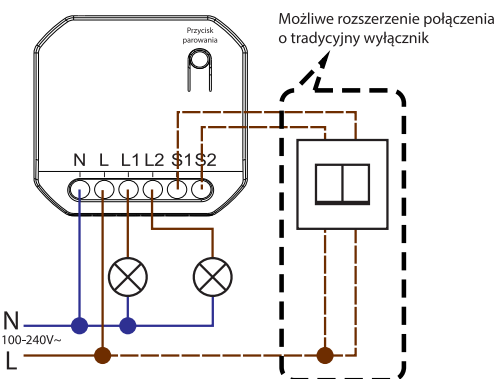 Możliwe rozszerzenie połączenia
o tradycyjny wyłącznik
Przycisk
parowania
N L L1 L2 S1 S2
N
100-240V~
L